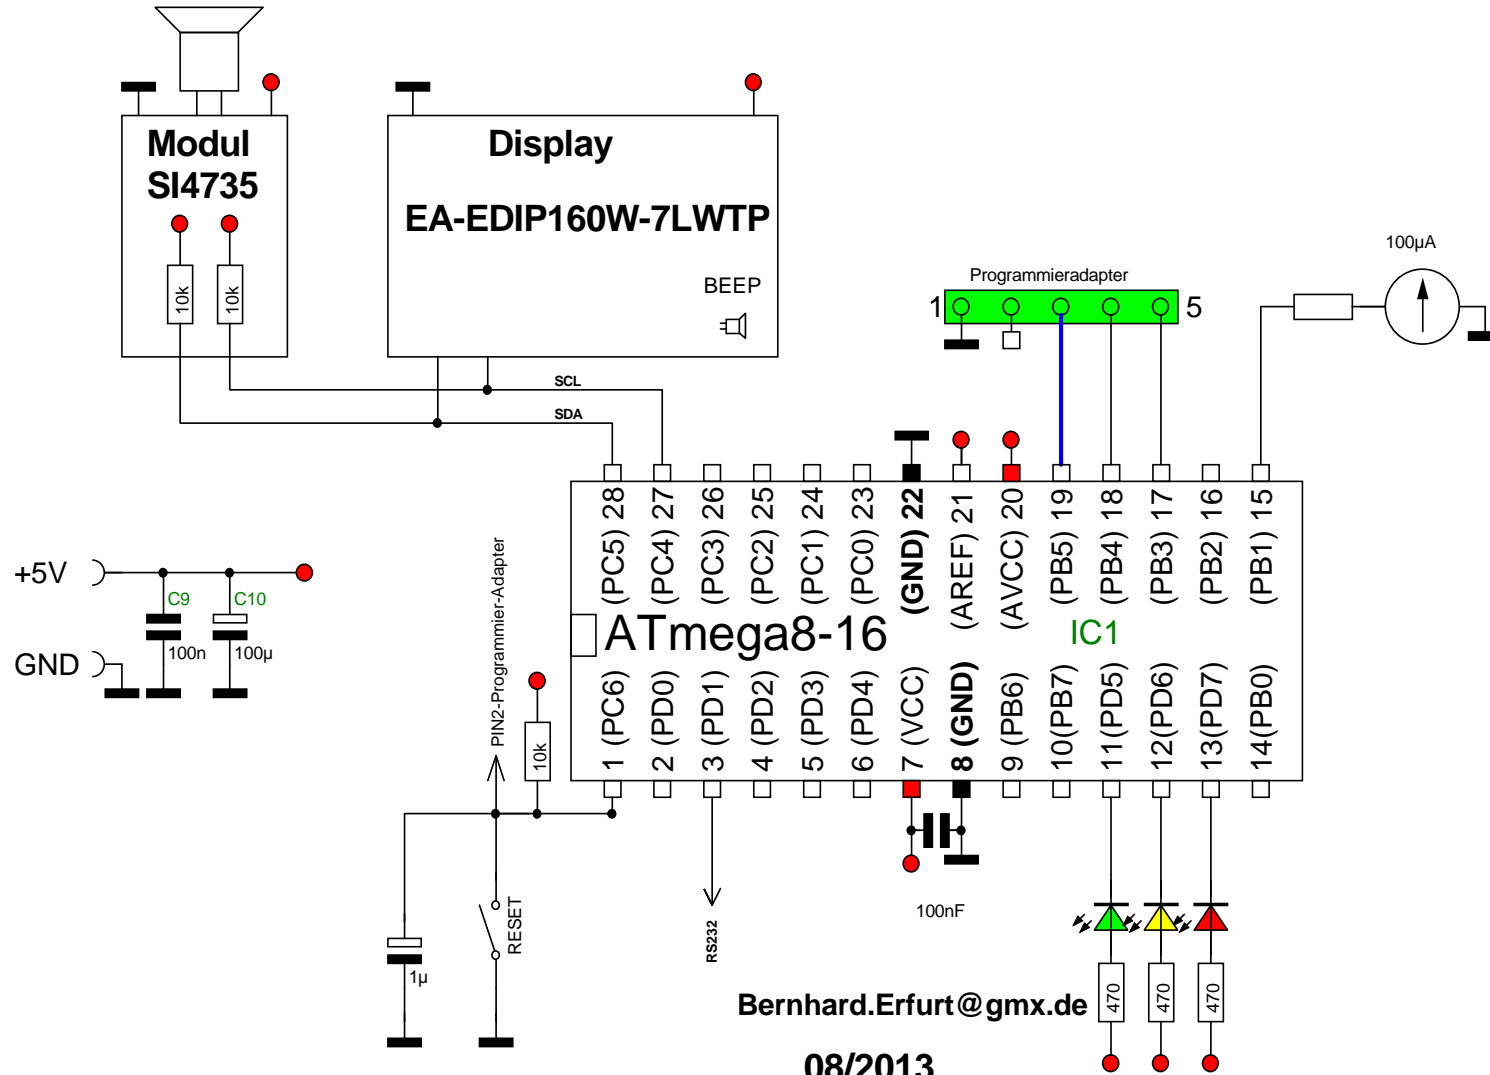 Modul
SI4735
10k
10k
Display
EA-EDIP160W-7LWTP
BEEP
SCL
SDA
Programmieradapter
1
5
100µA
+5V
GND
C9
100n
C10
100µ
PIN2-Programmier-Adapter
10k
(PC5) 28
(PC4) 27
(PC3) 26
(PC2) 25
(PC1) 24
(PC0) 23
(GND) 22
(AREF) 21
(AVCC) 20
(PB5) 19
(PB4) 18
(PB3) 17
(PB2) 16
(PB1) 15
ATmega8-16
IC1
1 (PC6)
2 (PD0)
3 (PD1)
4 (PD2)
5 (PD3)
6 (PD4)
7 (VCC)
8 (GND)
9 (PB6)
10(PB7)
11(PD5)
12(PD6)
13(PD7)
14(PB0)
1µ
RESET
RS232
100nF
470
470
470
Bernhard.Erfurt@gmx.de
08/2013